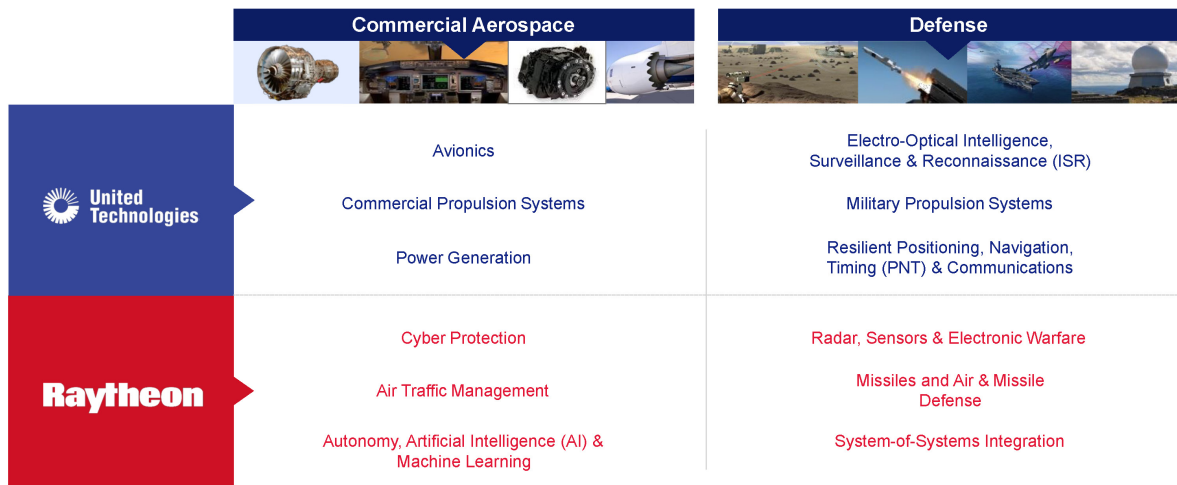 Commercial Aerospace
Defense
United
Technologies
Avionics
Commercial Propulsion Systems
Power Generation
Electro-Optical Intelligence,
Surveillance & Reconnaissance (ISR)
Military Propulsion Systems
Resilient Positioning, Navigation,
Timing (PNT) & Communications
Raytheon
Cyber Protection
Air Traffic Management
Autonomy, Artificial Intelligence (AI) &
Machine Learning
Radar, Sensors & Electronic Warfare
Missiles and Air & Missile
Defense
System-of-Systems Integration